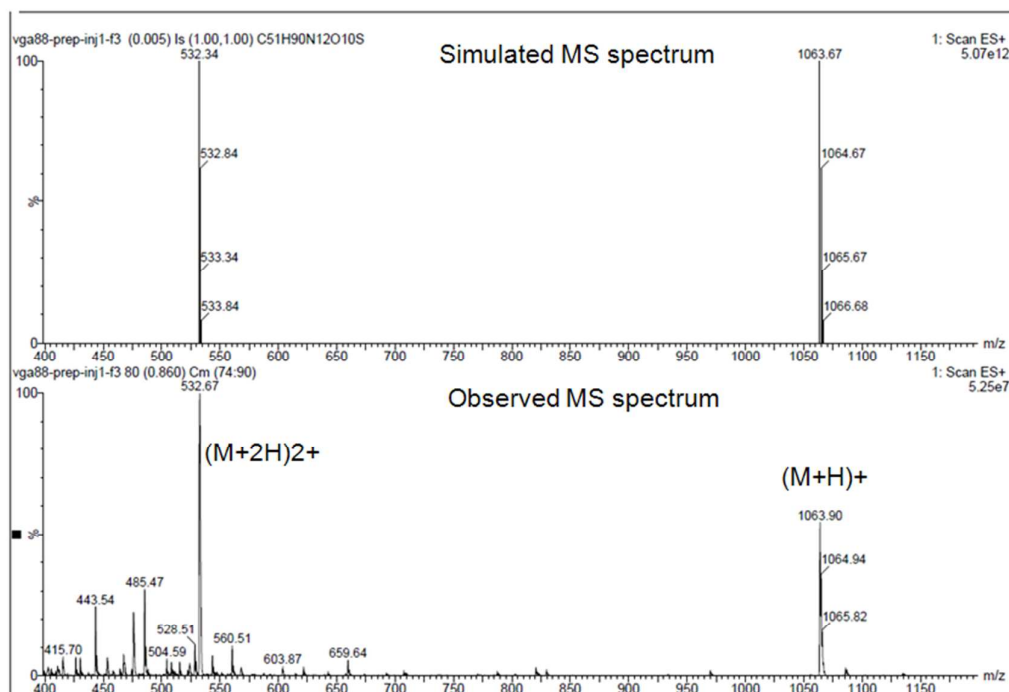 vga88-prep-inj1-f3 (0.005) Is (1.00,1.00) C51H90N12O10S
1: Scan ES+
5.07e12
Simulated MS spectrum
532.34
1063.67
100
532.84
1064.67
%
533.34
1065.67
533.84
1066.68
0
m/z
400 450 500 550 600 650 700 750 800 850 900 950 1000 1050 1100 1150
vga88-prep-inj1-f3 80 (0.860) Cm (74:90)
1: Scan ES+
5.25e7
532.67
100
Observed MS spectrum
(M+2H)2+
(M+H)+
1063.90
%
1064.94
485.47
443.54
1065.82
528.51
560.51
415.70
504.59
603.87
659.64
0
m/z
400 450 500 550 600 650 700 750 800 850 900 950 1000 1050 1100 1150